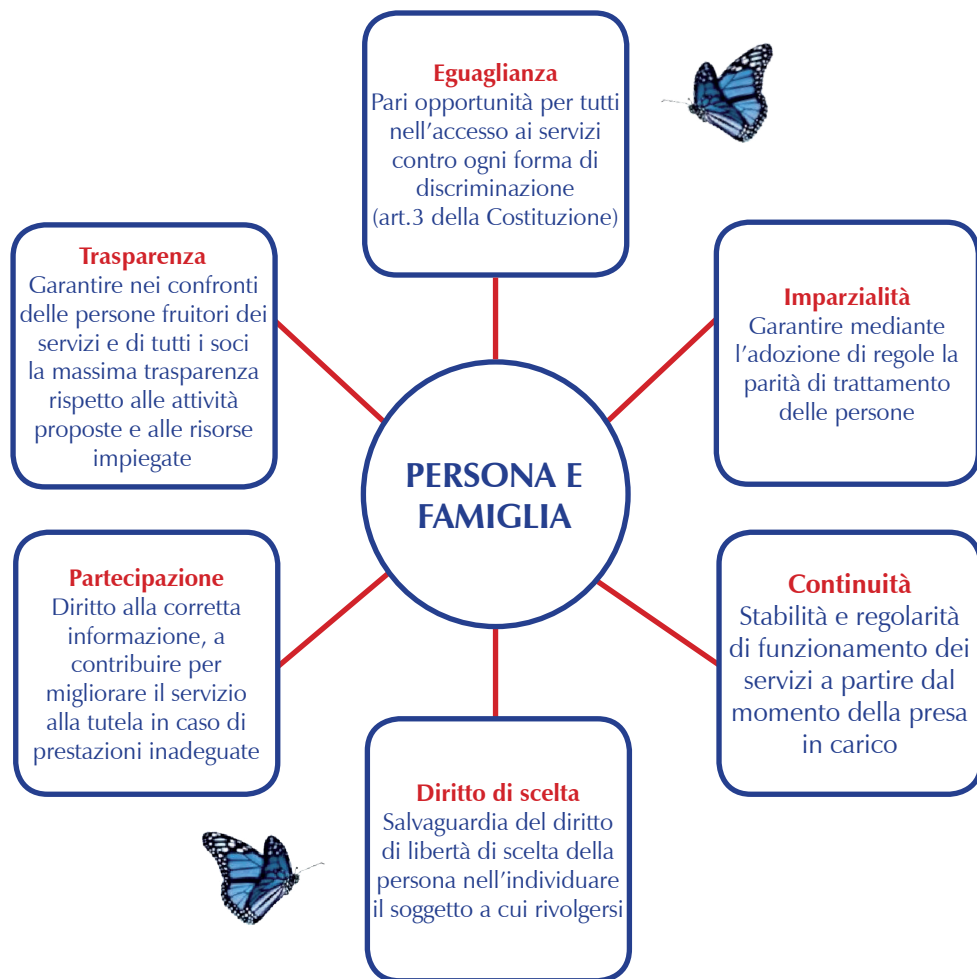 Eguaglianza
Pari opportunità per tutti
nell'accesso ai servizi
contro ogni forma di
discriminazione
(art.3 della Costituzione)
Trasparenza
Garantire nei confronti
delle persone fruitori dei
servizi e di tutti i soci
la massima trasparenza
rispetto alle attività
proposte e alle risorse
impiegate
Imparzialità
Garantire mediante
l'adozione di regole la
parità di trattamento
delle persone
PERSONA E
FAMIGLIA
Partecipazione
Diritto alla corretta
informazione, a
contribuire per
migliorare il servizio
alla tutela in caso di
prestazioni inadeguate
Continuità
Stabilità e regolarità
di funzionamento dei
servizi a partire dal
momento della presa
in carico
Diritto di scelta
Salvaguardia del diritto
di libertà di scelta della
persona nell'individuare
il soggetto a cui rivolgersi